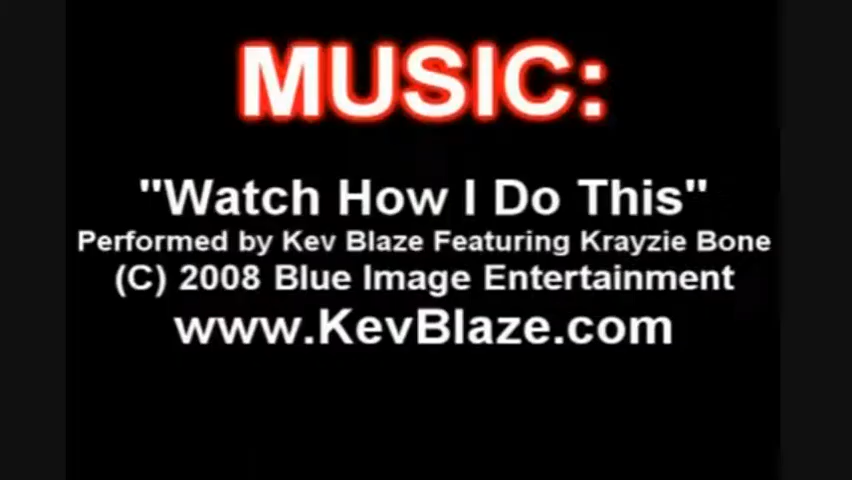 MUSIC:
"Watch How I Do This"
Performed by Kev Blaze Featuring Krayzie Bone
(C) 2008 Blue Image Entertainment
www.KevBlaze.com